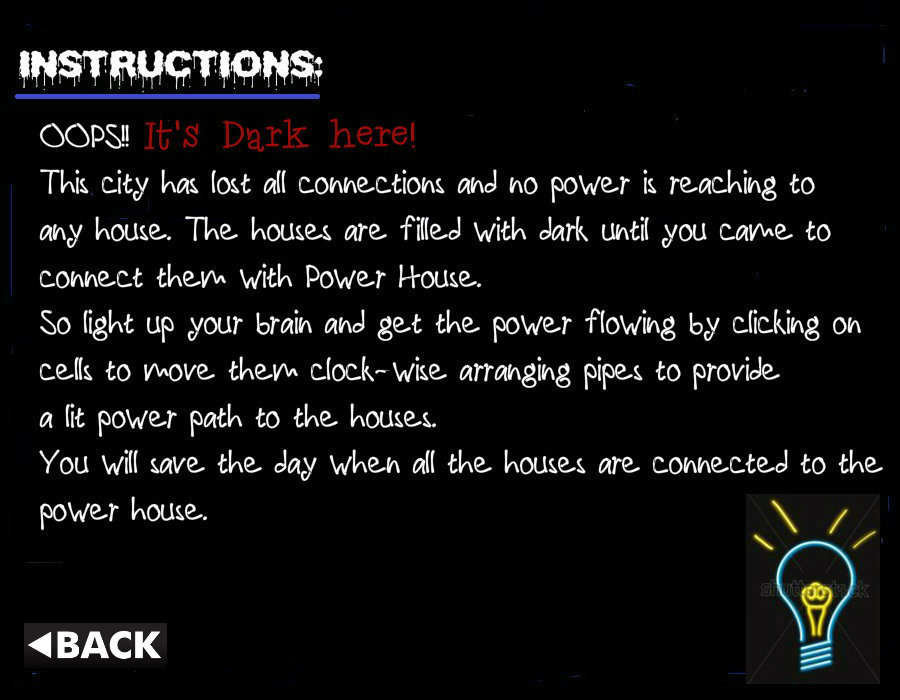 INSTRUCTIONS:
OOPS!! It's Dark here!
This city has lost all connections and no power is reaching to
any house. The houses are filled with dark until you came to
connect them with Power House.
So light up your brain and get the power flowing by clicking on
cells to move them clock-wise arranging pipes to provide
a lit power path to the houses.
You will save the day when all the houses are connected to the
power house.
shutterstock
◀BACK